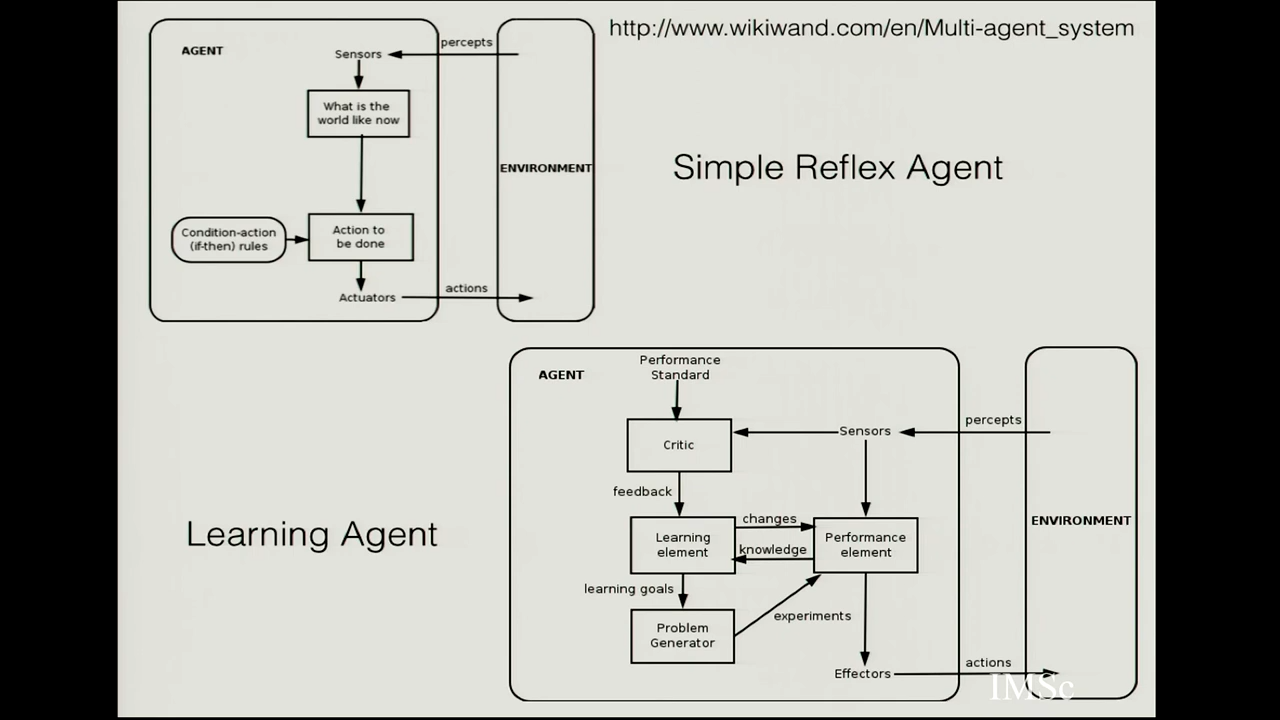 http://www.wikiwand.com/en/Multi-agent_system
AGENT
Sensors
percepts
What is the
world like now
ENVIRONMENT
Simple Reflex Agent
Condition-action
(if-then) rules
Action to
be done
Actuators
actions
AGENT
Performance
Standard
Critic
Sensors
percepts
feedback
Learning Agent
Learning
element
changes
knowledge
Performance
element
ENVIRONMENT
learning goals
Problem
Generator
experiments
Effectors
actions
IMSc